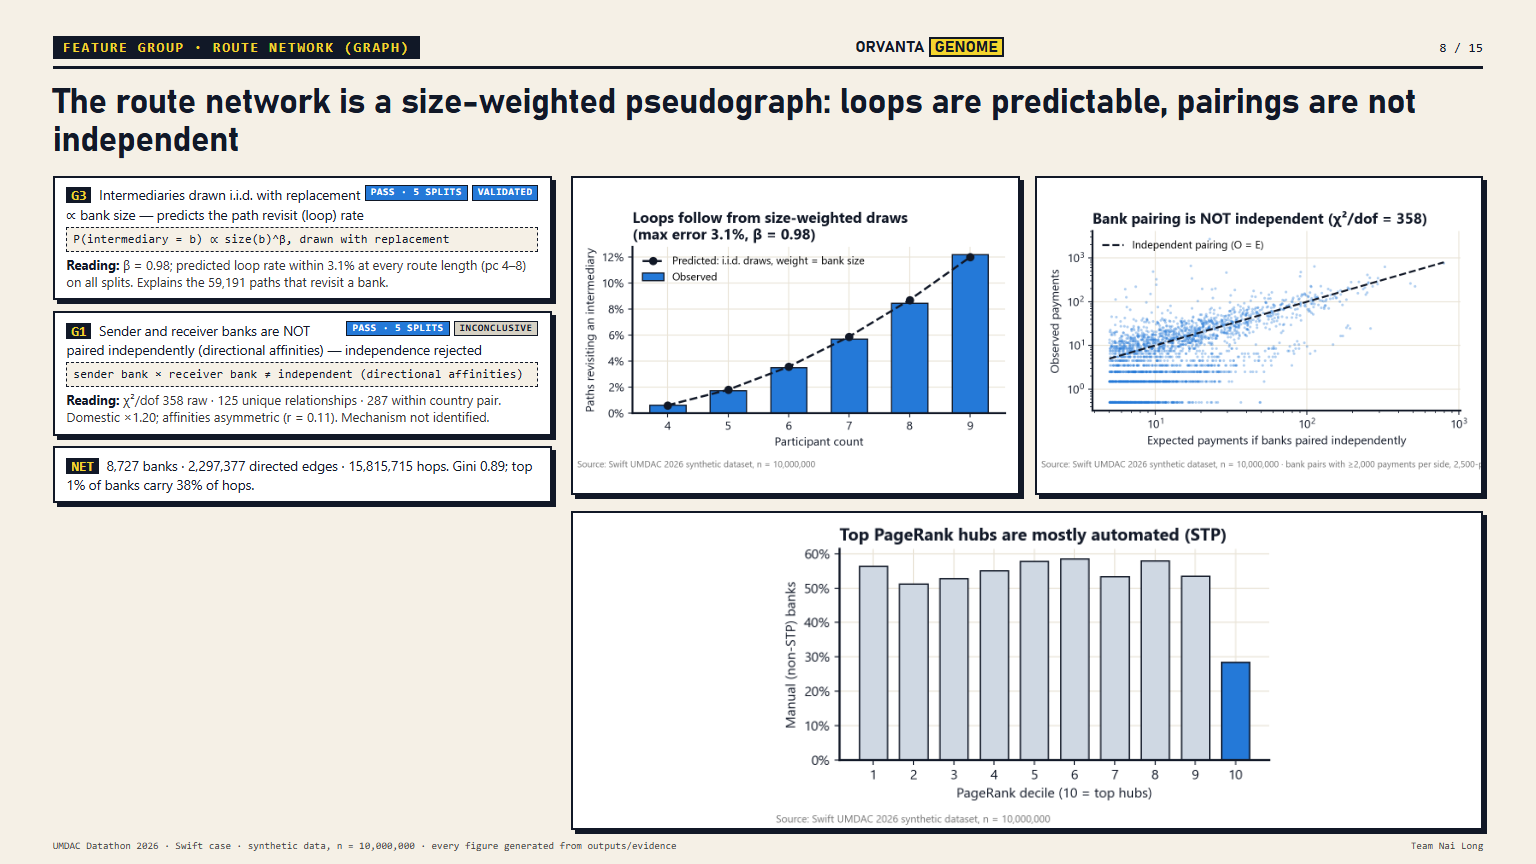 FEATURE GROUP · ROUTE NETWORK (GRAPH)
ORVANTA GENOME
8 / 15
The route network is a size-weighted pseudograph: loops are predictable, pairings are not
independent
G3 Intermediaries drawn i.i.d. with replacement PASS · 5 SPLITS VALIDATED
∝ bank size — predicts the path revisit (loop) rate
P(intermediary = b) ∝ size(b)^β, drawn with replacement
Reading: β = 0.98; predicted loop rate within 3.1% at every route length (pc 4–8)
on all splits. Explains the 59,191 paths that revisit a bank.
G1 Sender and receiver banks are NOT PASS · 5 SPLITS INCONCLUSIVE
paired independently (directional affinities) — independence rejected
sender bank × receiver bank ≠ independent (directional affinities)
Reading: χ²/dof 358 raw · 125 unique relationships · 287 within country pair.
Domestic ×1.20; affinities asymmetric (r = 0.11). Mechanism not identified.
NET 8,727 banks · 2,297,377 directed edges · 15,815,715 hops. Gini 0.89; top
1% of banks carry 38% of hops.
Loops follow from size-weighted draws
(max error 3.1%, β = 0.98)
Predicted: i.i.d. draws, weight = bank size
Observed
Paths revisiting an intermediary
12%
10%
8%
6%
4%
2%
0%
4 5 6 7 8 9
Participant count
Source: Swift UMDAC 2026 synthetic dataset, n = 10,000,000
Bank pairing is NOT independent (χ²/dof = 358)
Independent pairing (O = E)
Observed payments
10³
10²
10¹
10⁰
10¹ 10² 10³
Expected payments if banks paired independently
Source: Swift UMDAC 2026 synthetic dataset, n = 10,000,000 · bank pairs with ≥2,000 payments per side, 2,500-p
Top PageRank hubs are mostly automated (STP)
Manual (non-STP) banks
60%
50%
40%
30%
20%
10%
0%
1 2 3 4 5 6 7 8 9 10
PageRank decile (10 = top hubs)
Source: Swift UMDAC 2026 synthetic dataset, n = 10,000,000
UMDAC Datathon 2026 · Swift case · synthetic data, n = 10,000,000 · every figure generated from outputs/evidence
Team Nai Long